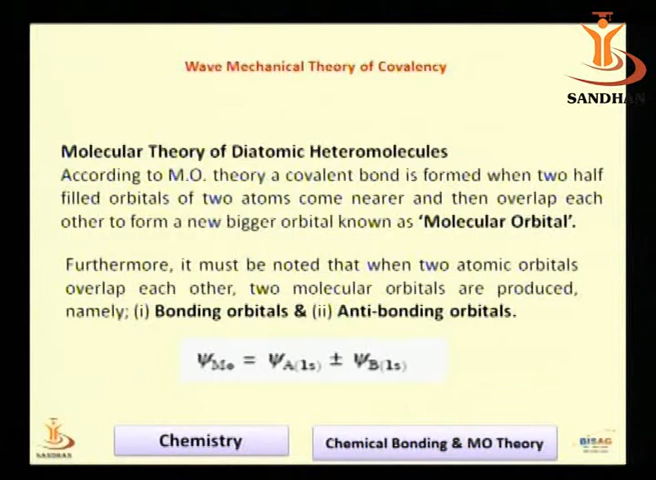 Wave Mechanical Theory of Covalency
SANDHAN
Molecular Theory of Diatomic Heteromolecules
According to M.O. theory a covalent bond is formed when two half
filled orbitals of two atoms come nearer and then overlap each
other to form a new bigger orbital known as ‘Molecular Orbital’.
Furthermore, it must be noted that when two atomic orbitals
overlap each other, two molecular orbitals are produced,
namely; (i) Bonding orbitals & (ii) Anti-bonding orbitals.
ΨMo = ΨA(1s) ± ΨB(1s)
SANDHAN
Chemistry
Chemical Bonding & MO Theory
BISAG